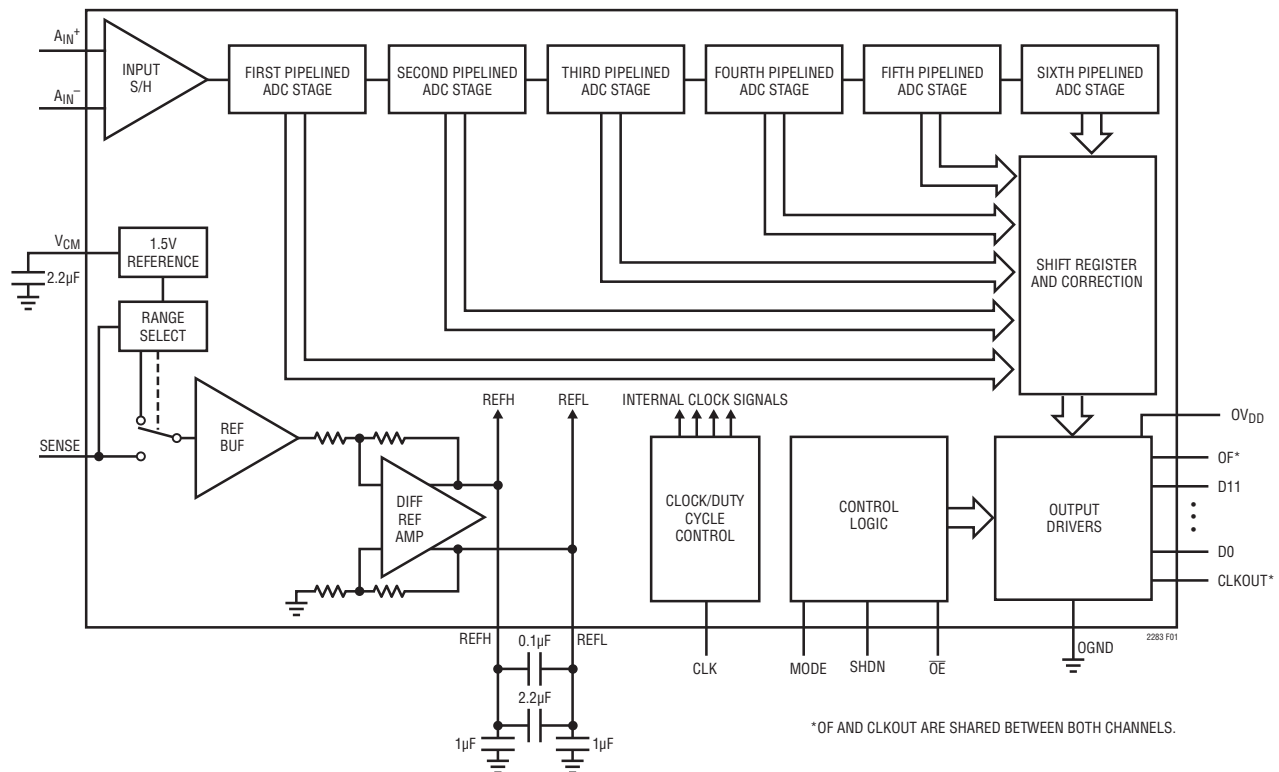 AIN+
AIN–
INPUT
S/H
FIRST PIPELINED
ADC STAGE
SECOND PIPELINED
ADC STAGE
THIRD PIPELINED
ADC STAGE
FOURTH PIPELINED
ADC STAGE
FIFTH PIPELINED
ADC STAGE
SIXTH PIPELINED
ADC STAGE
SHIFT REGISTER
AND CORRECTION
VCM
2.2µF
1.5V
REFERENCE
RANGE
SELECT
SENSE
REF
BUF
DIFF
REF
AMP
REFH
REFL
INTERNAL CLOCK SIGNALS
CLOCK/DUTY
CYCLE
CONTROL
CONTROL
LOGIC
OUTPUT
DRIVERS
OVDD
OF*
D11
D0
CLKOUT*
REFH
0.1µF
REFL
2.2µF
1µF
1µF
CLK
MODE
SHDN
O̅E̅
OGND
2283 F01
*OF AND CLKOUT ARE SHARED BETWEEN BOTH CHANNELS.